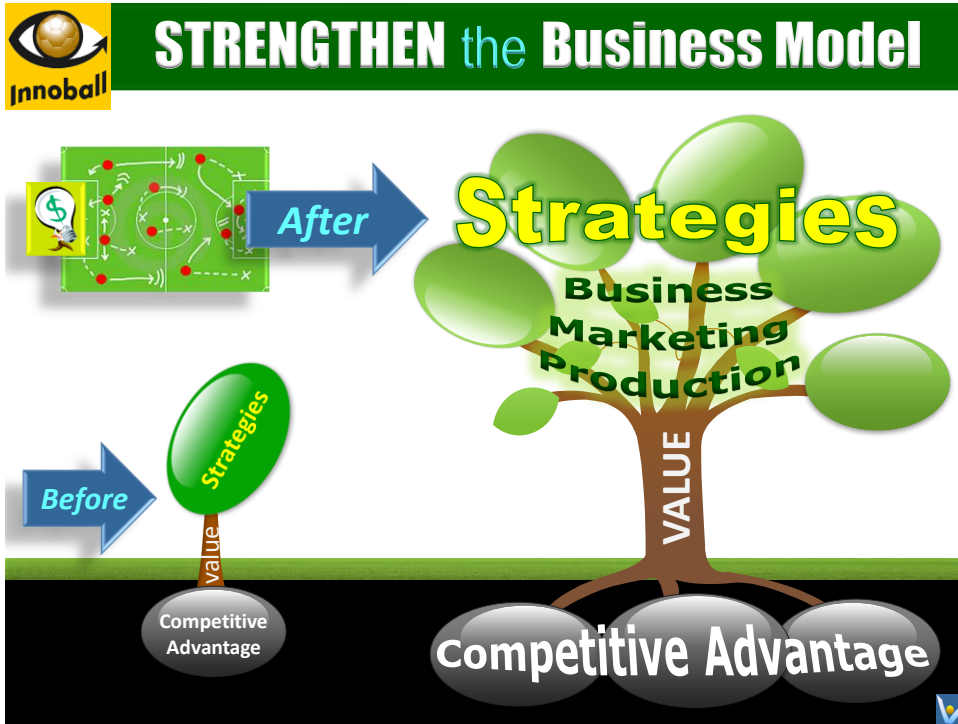 STRENGTHEN the Business Model
Innoball
$
After
Strategies
Business
Marketing
Production
VALUE
Before
Strategies
value
Competitive
Advantage
Competitive Advantage